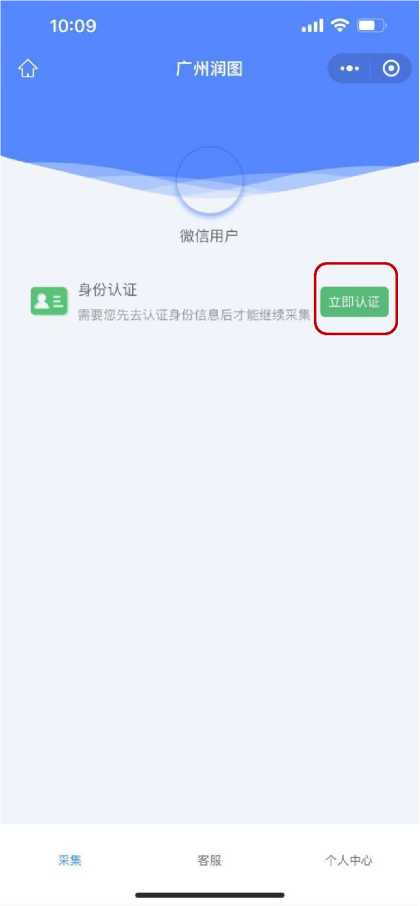 10:09
广州润图
微信用户
身份认证
需要您先去认证身份信息后才能继续采集
立即认证
采集
客服
个人中心